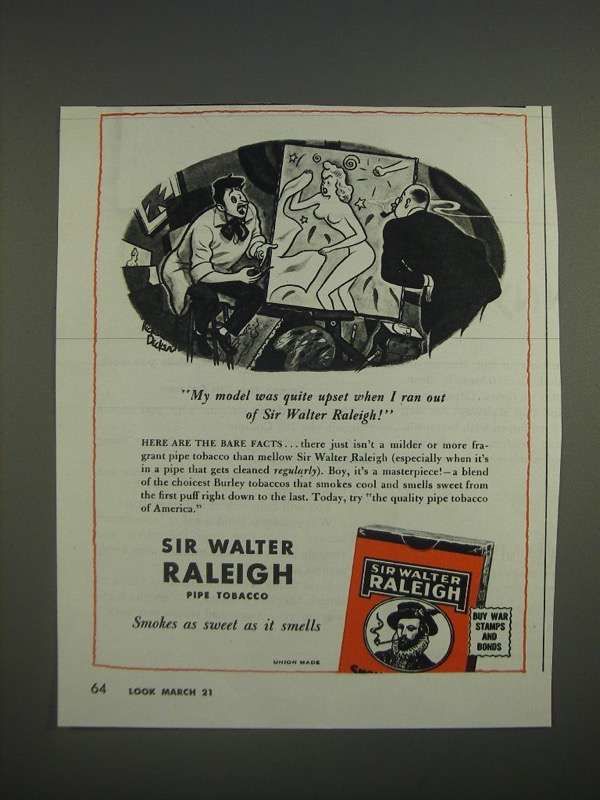 "My model was quite upset when I ran out
of Sir Walter Raleigh!"
HERE ARE THE BARE FACTS... there just isn't a milder or more fra-
grant pipe tobacco than mellow Sir Walter Raleigh (especially when it's
in a pipe that gets cleaned regularly). Boy, it's a masterpiece!—a blend
of the choicest Burley tobaccos that smokes cool and smells sweet from
the first puff right down to the last. Today, try "the quality pipe tobacco
of America."
SIR WALTER
RALEIGH
PIPE TOBACCO
Smokes as sweet as it smells
UNION MADE
SIR WALTER
RALEIGH
BUY WAR
STAMPS
AND
BONDS
64 LOOK MARCH 21